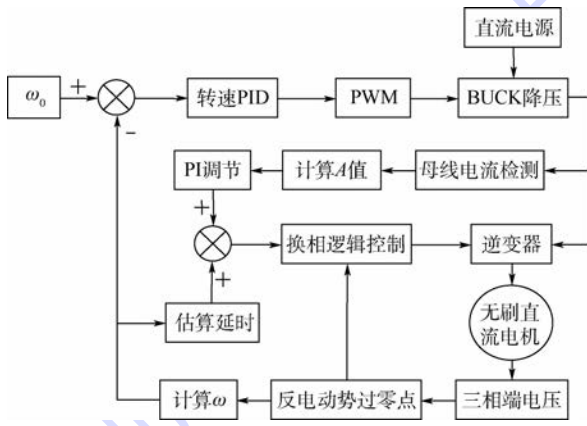 直流电源
ω₀
+
-
转速PID
PWM
BUCK降压
PI调节
计算A值
母线电流检测
+
+
换相逻辑控制
逆变器
估算延时
无刷直
流电机
计算ω
反电动势过零点
三相端电压